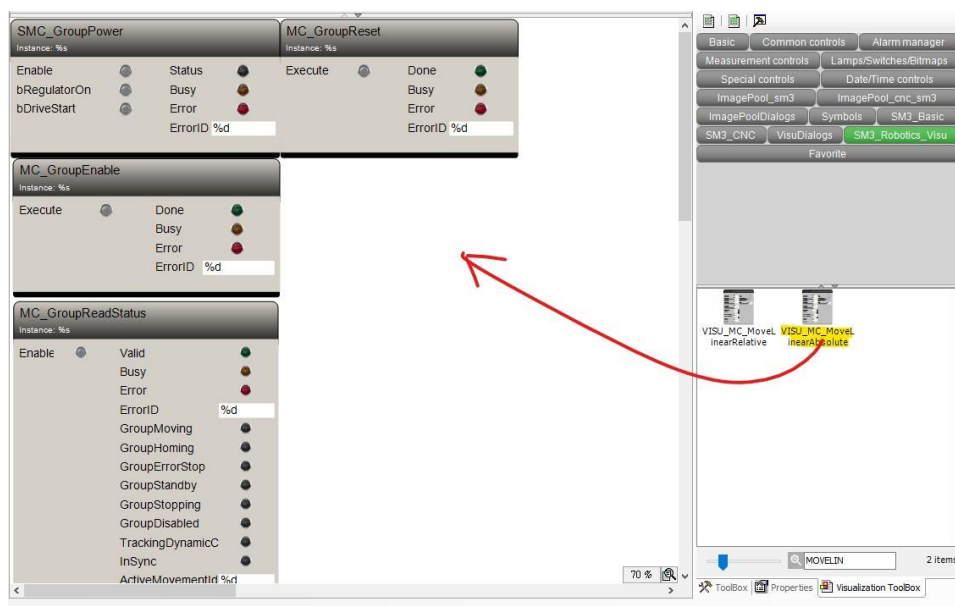 SMC_GroupPower
Instance: %s
Enable Status
bRegulatorOn Busy
bDriveStart Error
ErrorID %d
MC_GroupReset
Instance: %s
Execute Done
Busy
Error
ErrorID %d
MC_GroupEnable
Instance: %s
Execute Done
Busy
Error
ErrorID %d
MC_GroupReadStatus
Instance: %s
Enable Valid
Busy
Error
ErrorID %d
GroupMoving
GroupHoming
GroupErrorStop
GroupStandby
GroupStopping
GroupDisabled
TrackingDynamicC
InSync
ActiveMovementId %d
70 %
Basic Common controls Alarm manager
Measurement controls Lamps/Switches/Bitmaps
Special controls Date/Time controls
ImagePool_sm3 ImagePool_cnc_sm3
ImagePoolDialogs Symbols SM3_Basic
SM3_CNC VisuDialogs SM3_Robotics_Visu
Favorite
VISU_MC_MoveL
inearRelative
VISU_MC_MoveL
inearAbsolute
MOVELIN 2 items
ToolBox Properties Visualization ToolBox